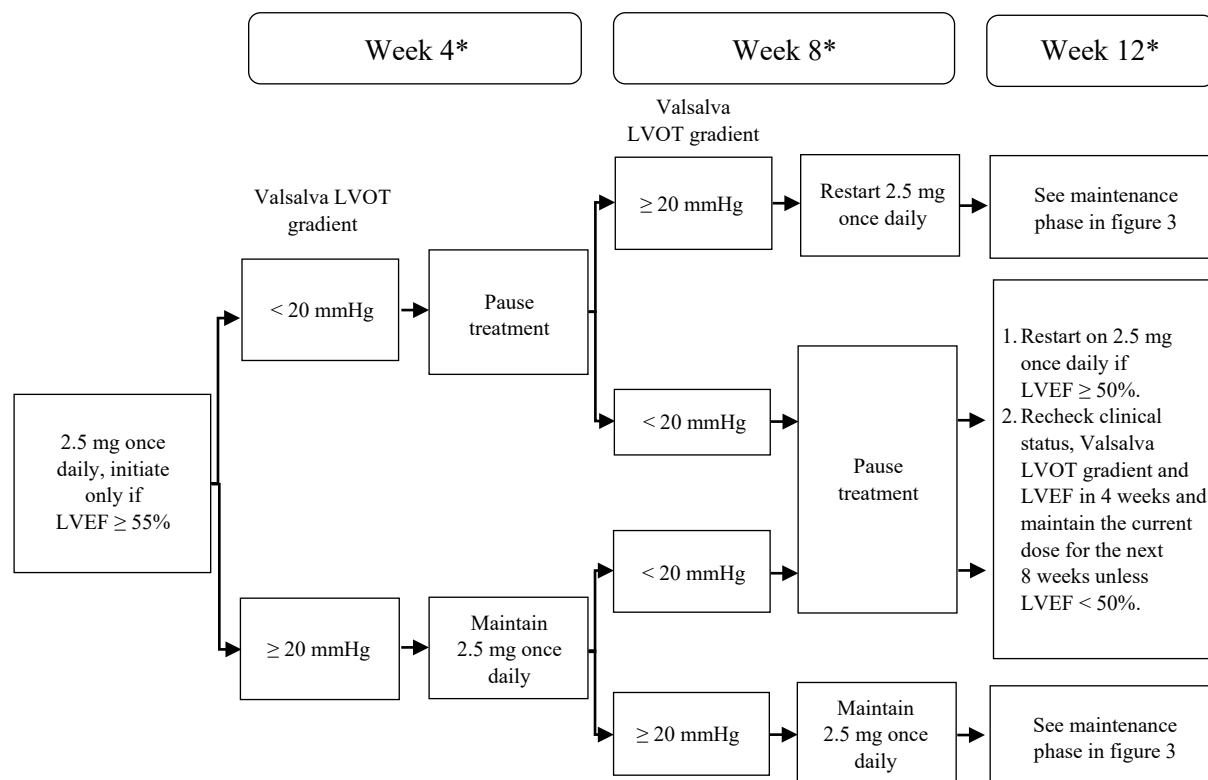 Week 4*
Week 8*
Week 12*
Valsalva
LVOT gradient
Valsalva LVOT
gradient
≥ 20 mmHg
Restart 2.5 mg
once daily
See maintenance
phase in figure 3
< 20 mmHg
Pause
treatment
2.5 mg once
daily, initiate
only if
LVEF ≥ 55%
< 20 mmHg
Pause
treatment
1. Restart on 2.5 mg
once daily if
LVEF ≥ 50%.
2. Recheck clinical
status, Valsalva
LVOT gradient and
LVEF in 4 weeks and
maintain the current
dose for the next
8 weeks unless
LVEF < 50%.
< 20 mmHg
≥ 20 mmHg
Maintain
2.5 mg once
daily
≥ 20 mmHg
Maintain
2.5 mg once
daily
See maintenance
phase in figure 3